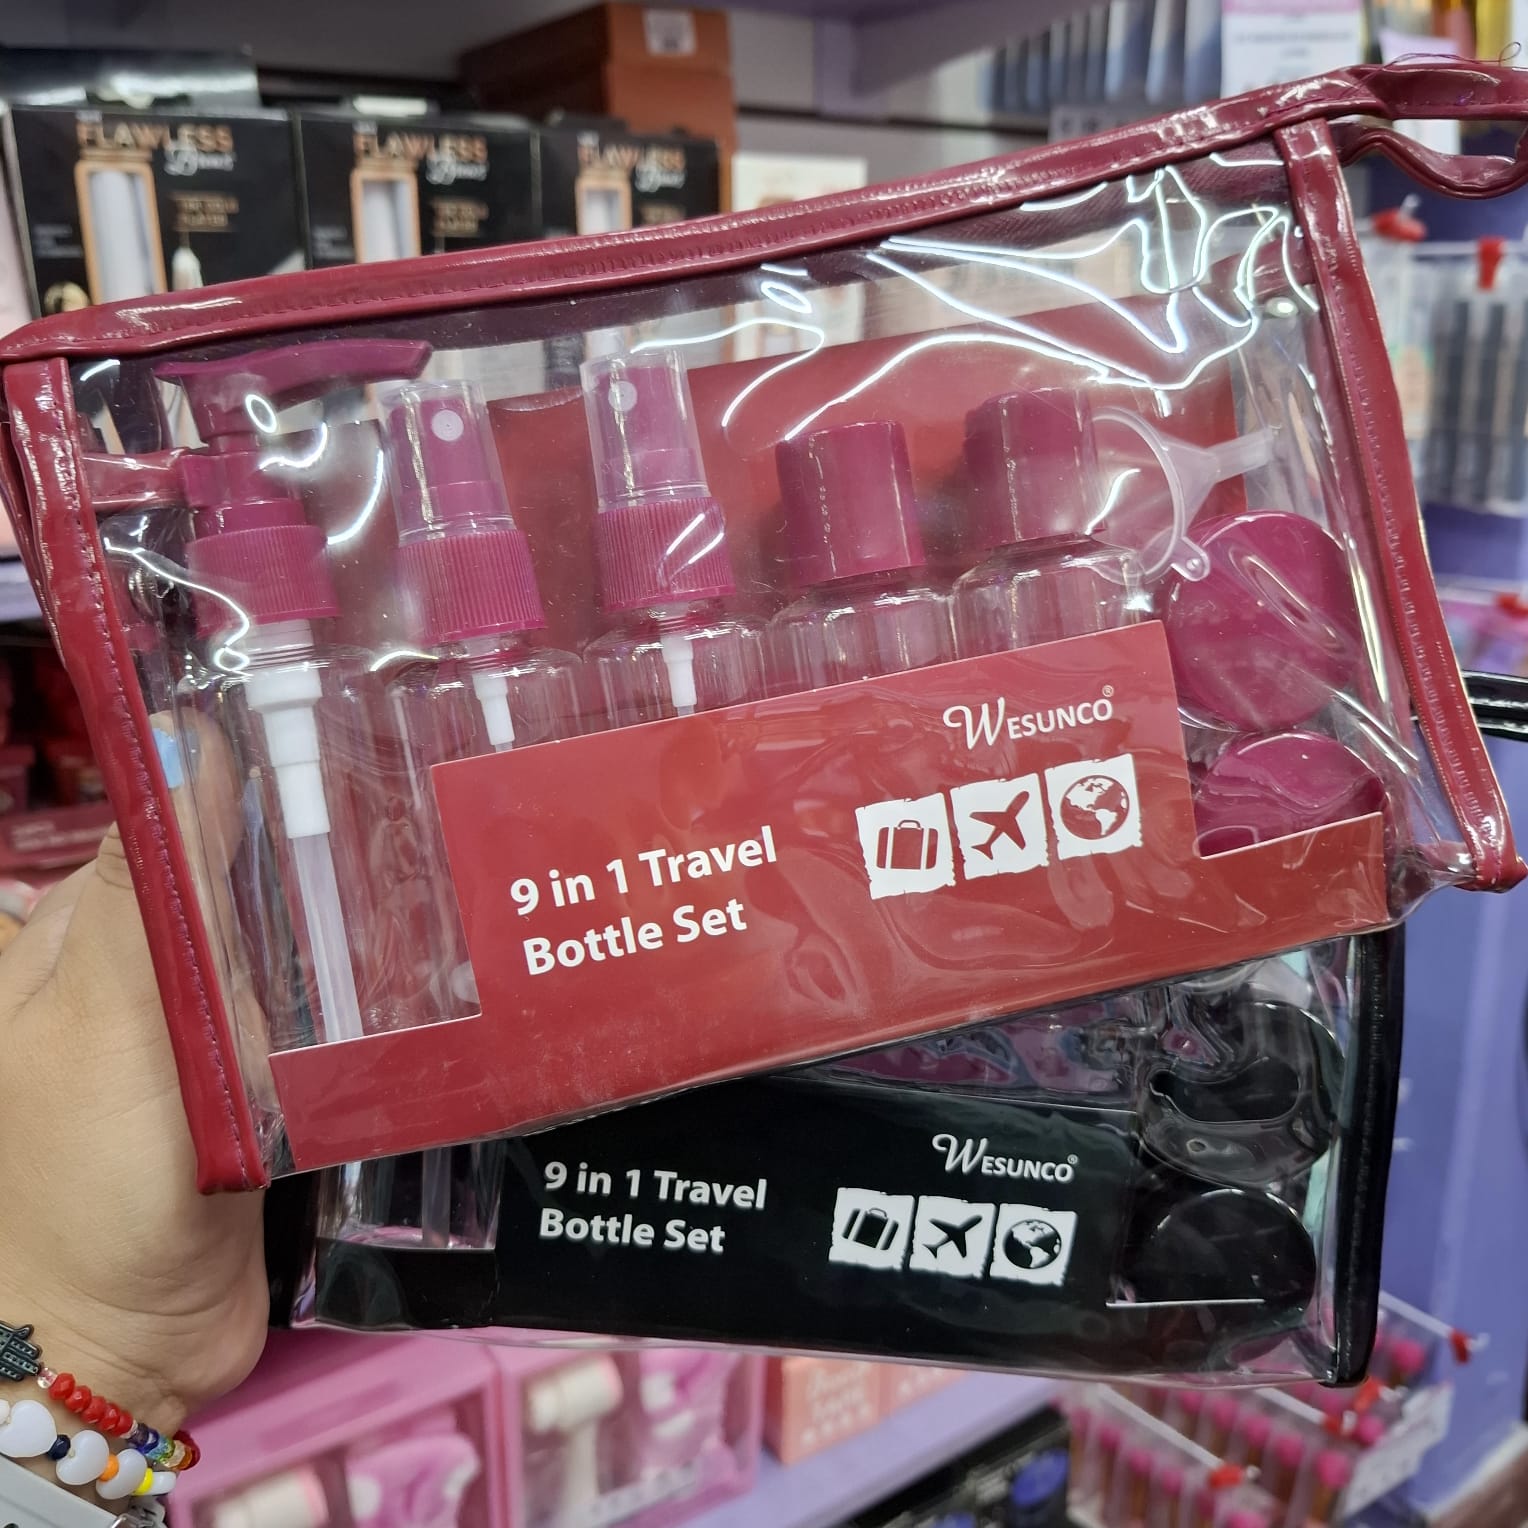 FLAWLESS
FLAWLESS
FLAWLESS
WESUNCO®
9 in 1 Travel
Bottle Set
WESUNCO®
9 in 1 Travel
Bottle Set